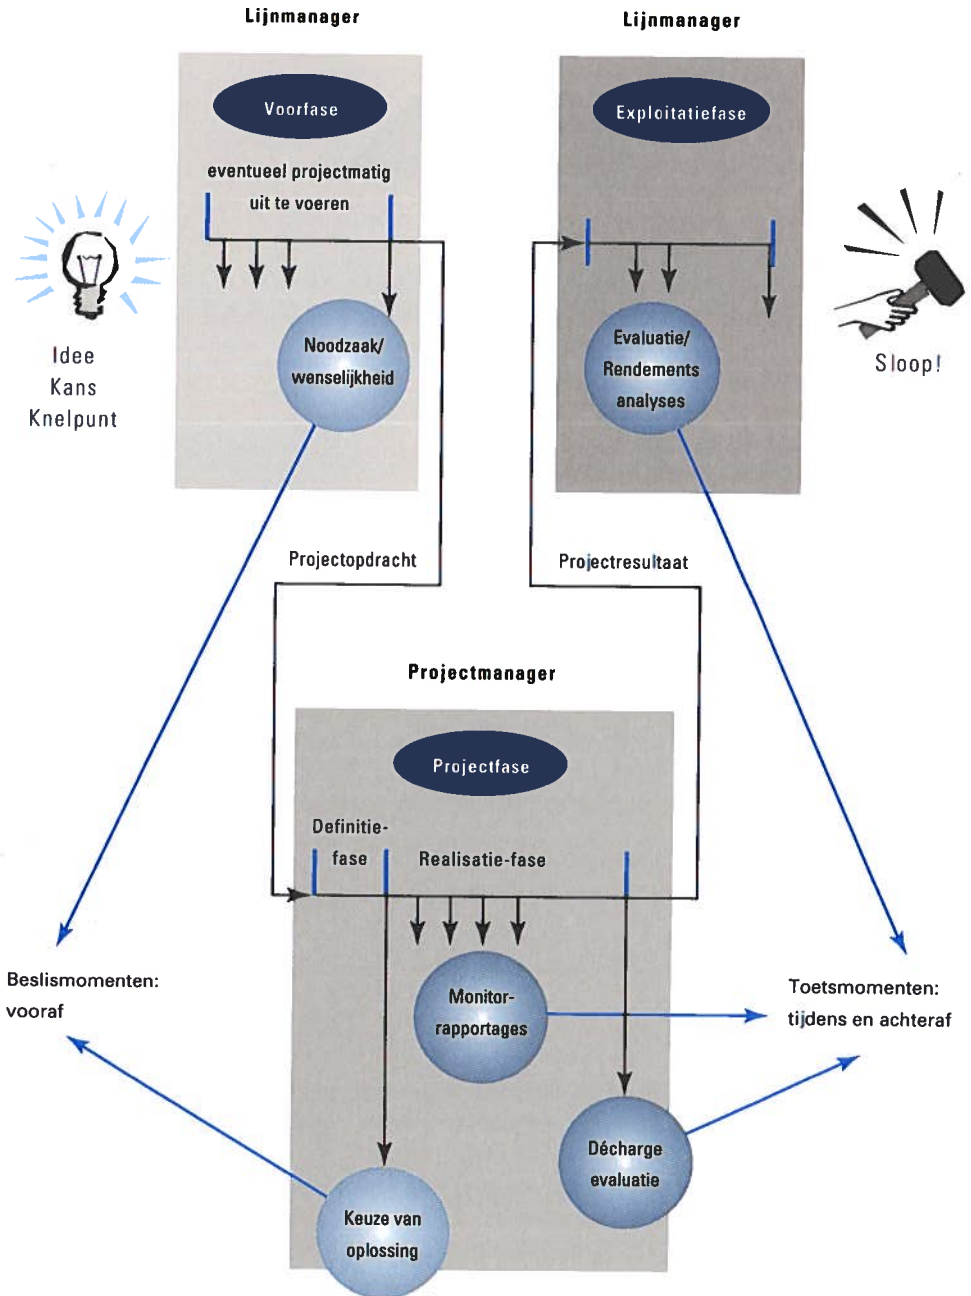 Lijnmanager
Lijnmanager
Voorfase
Exploitatiefase
eventueel projectmatig
uit te voeren
Noodzaak/
wenselijkheid
Evaluatie/
Rendements
analyses
Idee
Kans
Knelpunt
Sloop!
Projectopdracht
Projectresultaat
Projectmanager
Projectfase
Definitie-
fase
Realisatie-fase
Beslismomenten:
vooraf
Monitor-
rapportages
Toetsmomenten:
tijdens en achteraf
Décharge
evaluatie
Keuze van
oplossing